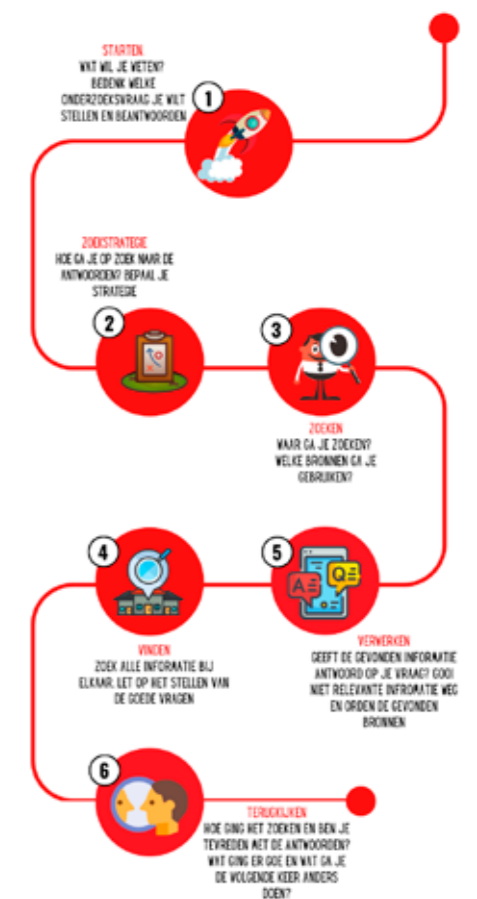 1
STARTEN
WAT WIL JE WETEN?
BEDENK WELKE
ONDERZOEKSVRAAG JE WILT
STELLEN EN BEANTWOORDEN
2
ZOEKSTRATEGIE
HOE GA JE OP ZOEK NAAR DE
ANTWOORDEN? BEPAAL JE
STRATEGIE
3
ZOEKEN
WAAR GA JE ZOEKEN?
WELKE BRONNEN GA JE
GEBRUIKEN?
4
VINDEN
ZOEK ALLE INFORMATIE BIJ
ELKAAR. LET OP HET STELLEN VAN
DE GOEDE VRAGEN
5
A
Q
VERWERKEN
GEEFT DE GEVONDEN INFORMATIE
ANTWOORD OP JE VRAAG? GOOI
NIET RELEVANTE INFROMATIE WEG
EN ORDEN DE GEVONDEN
BRONNEN
6
TERUGKIJKEN
HOE GING HET ZOEKEN EN BEN JE
TEVREDEN MET DE ANTWOORDEN?
WAT GING ER GOE EN WAT GA JE
DE VOLGENDE KEER ANDERS
DOEN?